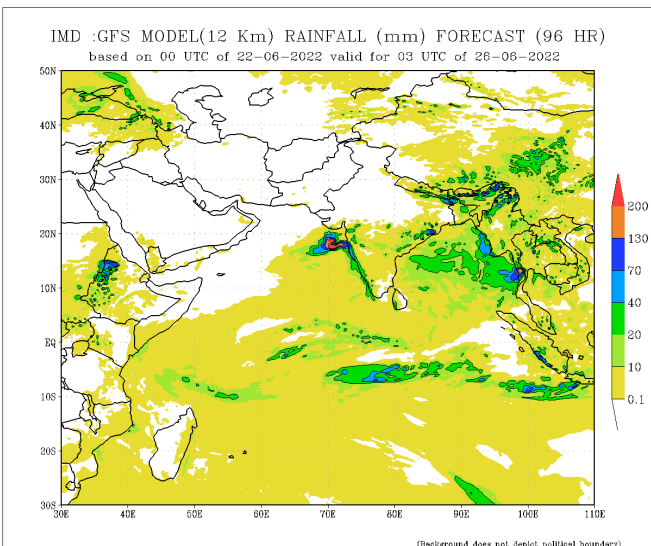 IMD :GFS MODEL(12 Km) RAINFALL (mm) FORECAST (96 HR)
based on 00 UTC of 22-06-2022 valid for 03 UTC of 26-06-2022
50N
40N
30N
20N
10N
EQ
10S
20S
30S
30E 40E 50E 60E 70E 80E 90E 100E 110E
200
130
70
40
20
10
0.1
(Background does not depict political boundary)